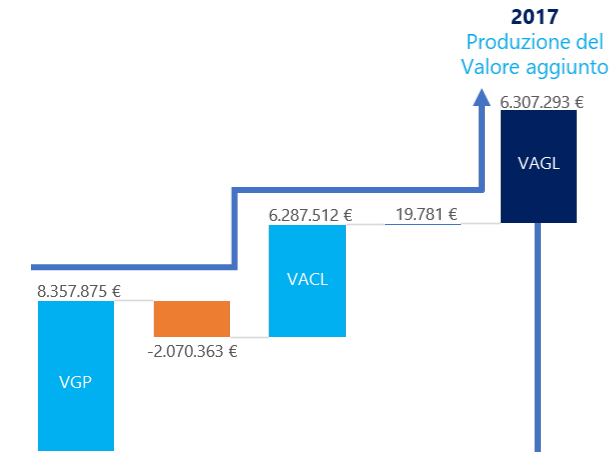 2017
Produzione del
Valore aggiunto
6.307.293 €
VAGL
6.287.512 €
19.781 €
VACL
8.357.875 €
-2.070.363 €
VGP